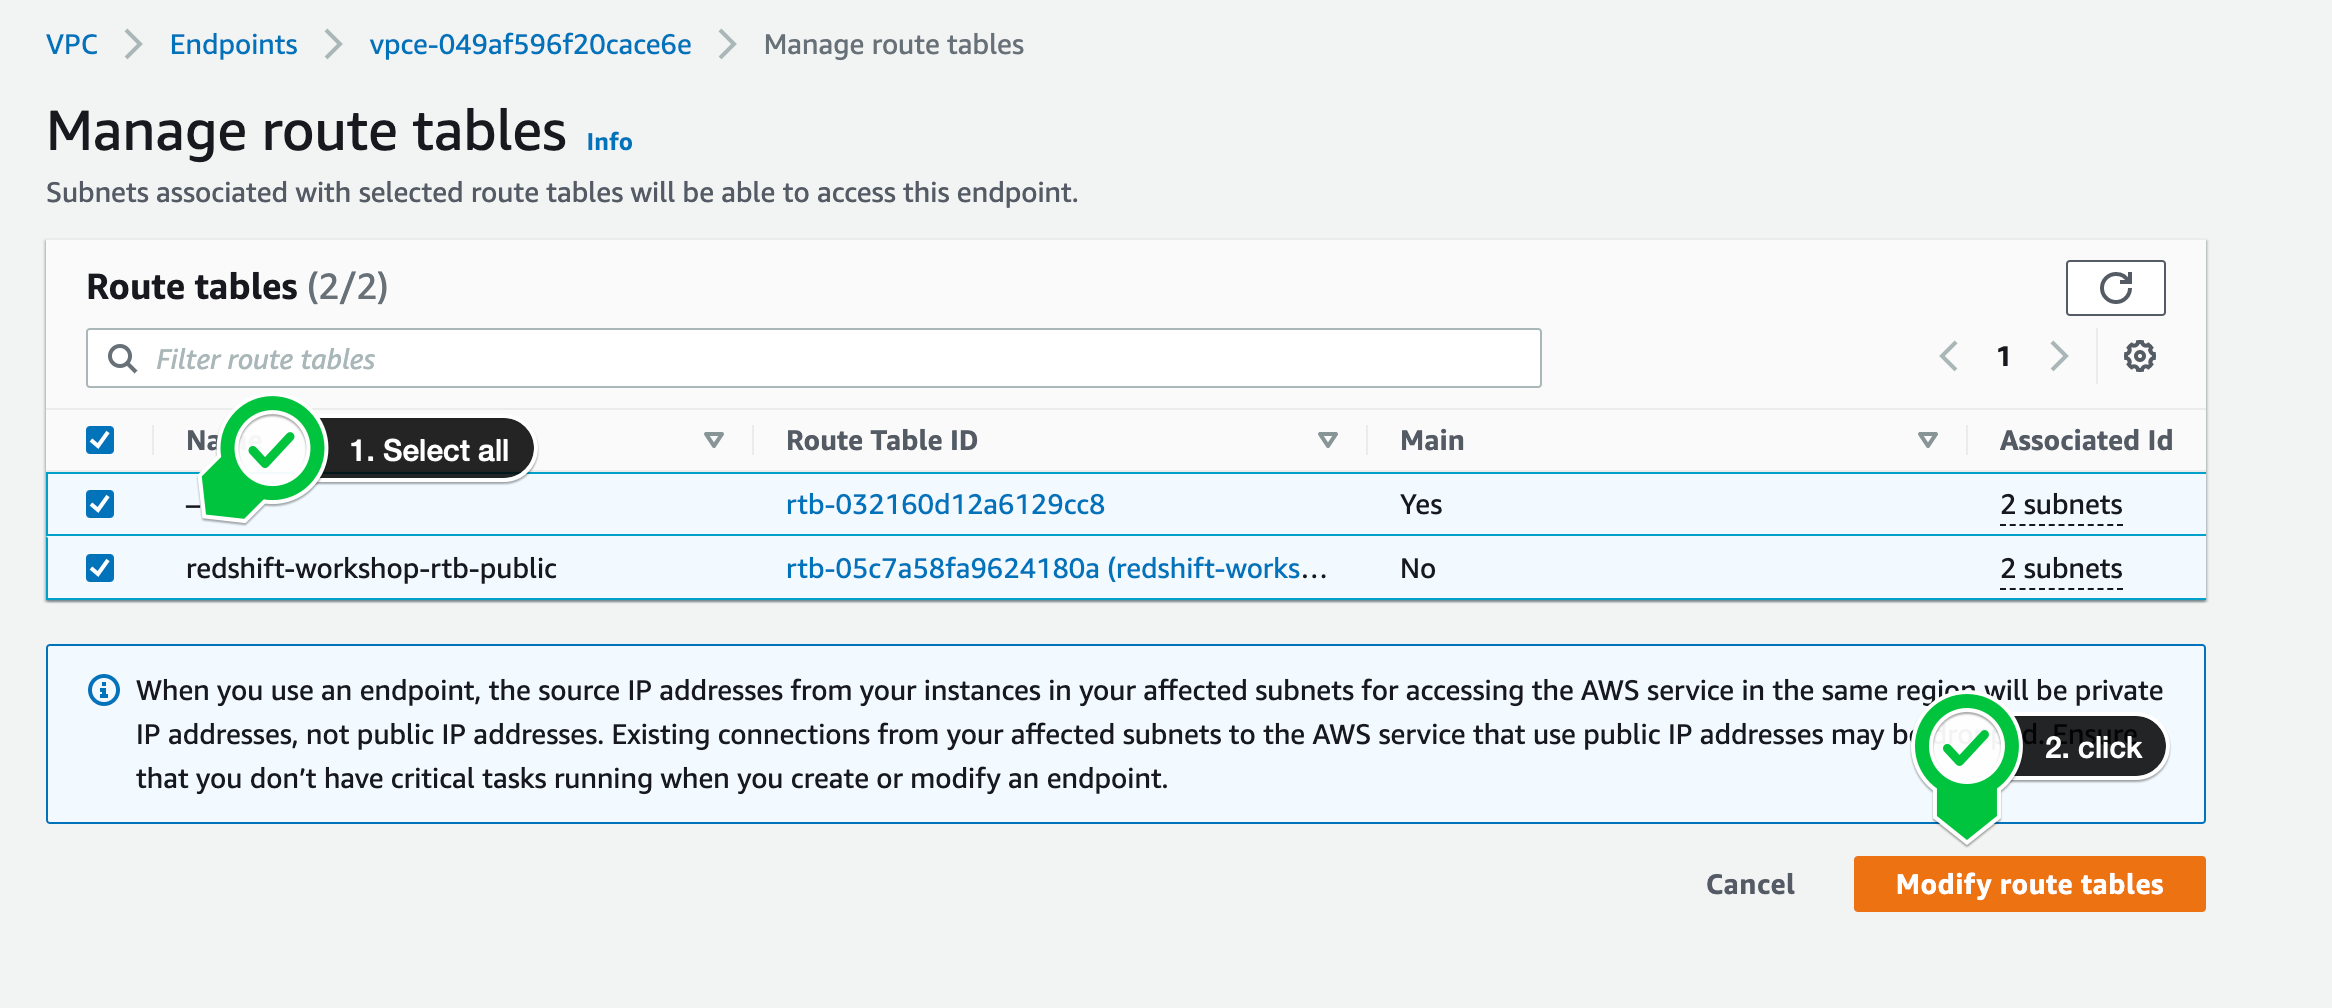 VPC > Endpoints > vpce-049af596f20cace6e > Manage route tables
Manage route tables Info
Subnets associated with selected route tables will be able to access this endpoint.
Route tables (2/2)
Filter route tables
1
1. Select all
Route Table ID Main Associated Id
– rtb-032160d12a6129cc8 Yes 2 subnets
redshift-workshop-rtb-public rtb-05c7a58fa9624180a (redshift-works... No 2 subnets
When you use an endpoint, the source IP addresses from your instances in your affected subnets for accessing the AWS service in the same region will be private
IP addresses, not public IP addresses. Existing connections from your affected subnets to the AWS service that use public IP addresses may be dropped. Ensure
that you don’t have critical tasks running when you create or modify an endpoint.
2. click
Cancel Modify route tables